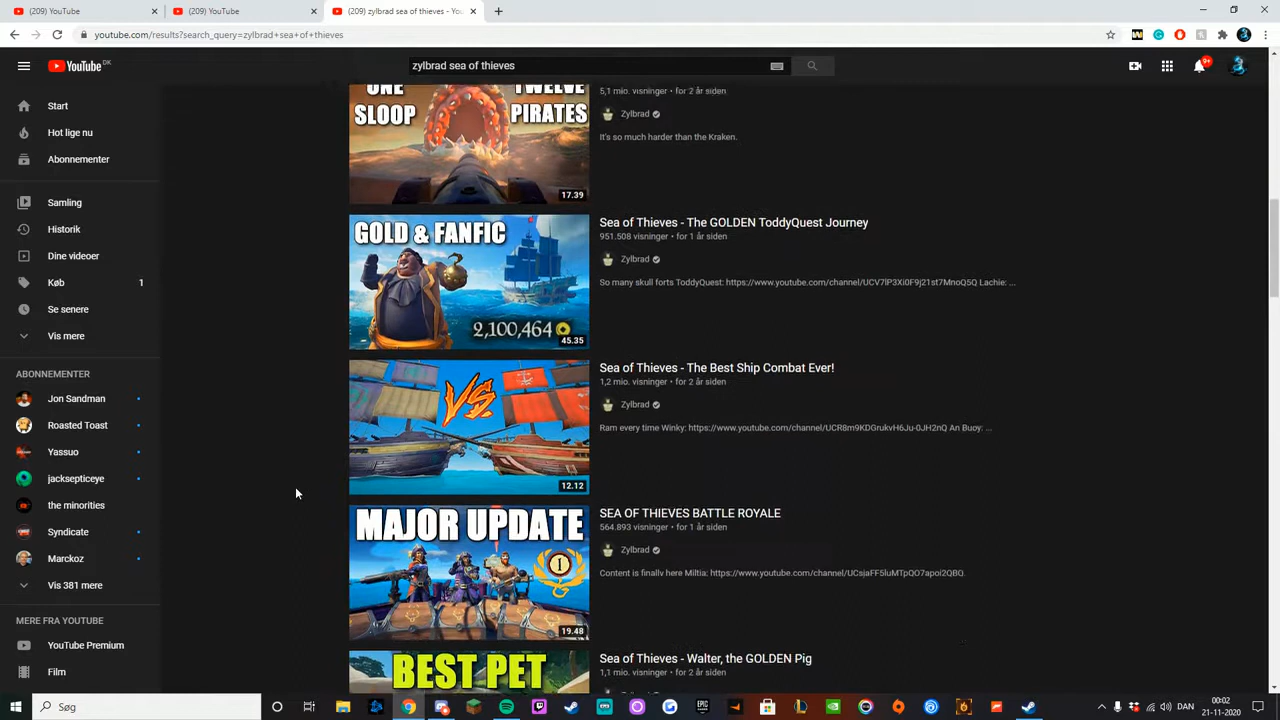 (209) YouTube
(209) YouTube
(209) zylbrad sea of thieves - You
youtube.com/results?search_query=zylbrad+sea+of+thieves
YouTube DK
zylbrad sea of thieves
9+
Start
Hot lige nu
Abonnementer
Samling
Historik
Dine videoer
Køb 1
Se senere
Vis mere
ABONNEMENTER
Jon Sandman
Roasted Toast
Yassuo
jacksepticeye
the minorities
Syndicate
Marckoz
Vis 381 mere
MERE FRA YOUTUBE
YouTube Premium
Film
ONE SLOOP
TWELVE PIRATES
17.39
5,1 mio. visninger • for 2 år siden
Zylbrad
It's so much harder than the Kraken.
GOLD & FANFIC
2,100,464
45.35
Sea of Thieves - The GOLDEN ToddyQuest Journey
951.508 visninger • for 1 år siden
Zylbrad
So many skull forts ToddyQuest: https://www.youtube.com/channel/UCV7lP3Xi0F9j21st7MnoQ5Q Lachie: ...
VS
12.12
Sea of Thieves - The Best Ship Combat Ever!
1,2 mio. visninger • for 2 år siden
Zylbrad
Ram every time Winky: https://www.youtube.com/channel/UCR8m9KDGrukvH6Ju-0JH2nQ An Buoy: ...
MAJOR UPDATE
I
19.48
SEA OF THIEVES BATTLE ROYALE
564.893 visninger • for 1 år siden
Zylbrad
Content is finally here Miltia: https://www.youtube.com/channel/UCsjaFF5luMTpQO7apoi2QBQ.
BEST PET
Sea of Thieves - Walter, the GOLDEN Pig
1,1 mio. visninger • for 2 år siden
Søg
EPIC
DAN
00:02
21-11-2020